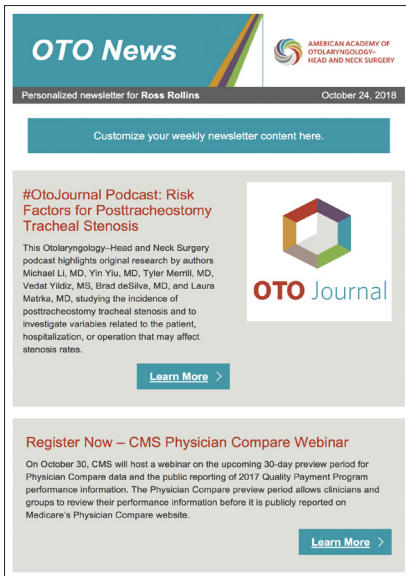 OTO News
AMERICAN ACADEMY OF
OTOLARYNGOLOGY–
HEAD AND NECK SURGERY
Personalized newsletter for Ross Rollins
October 24, 2018
Customize your weekly newsletter content here.
#OtoJournal Podcast: Risk
Factors for Posttracheostomy
Tracheal Stenosis
This Otolaryngology–Head and Neck Surgery
podcast highlights original research by authors
Michael Li, MD, Yin Yiu, MD, Tyler Merrill, MD,
Vedat Yildiz, MS, Brad deSilva, MD, and Laura
Matrka, MD, studying the incidence of
posttracheostomy tracheal stenosis and to
investigate variables related to the patient,
hospitalization, or operation that may affect
stenosis rates.
Learn More
OTO Journal
Register Now – CMS Physician Compare Webinar
On October 30, CMS will host a webinar on the upcoming 30-day preview period for
Physician Compare data and the public reporting of 2017 Quality Payment Program
performance information. The Physician Compare preview period allows clinicians and
groups to review their performance information before it is publicly reported on
Medicare's Physician Compare website.
Learn More